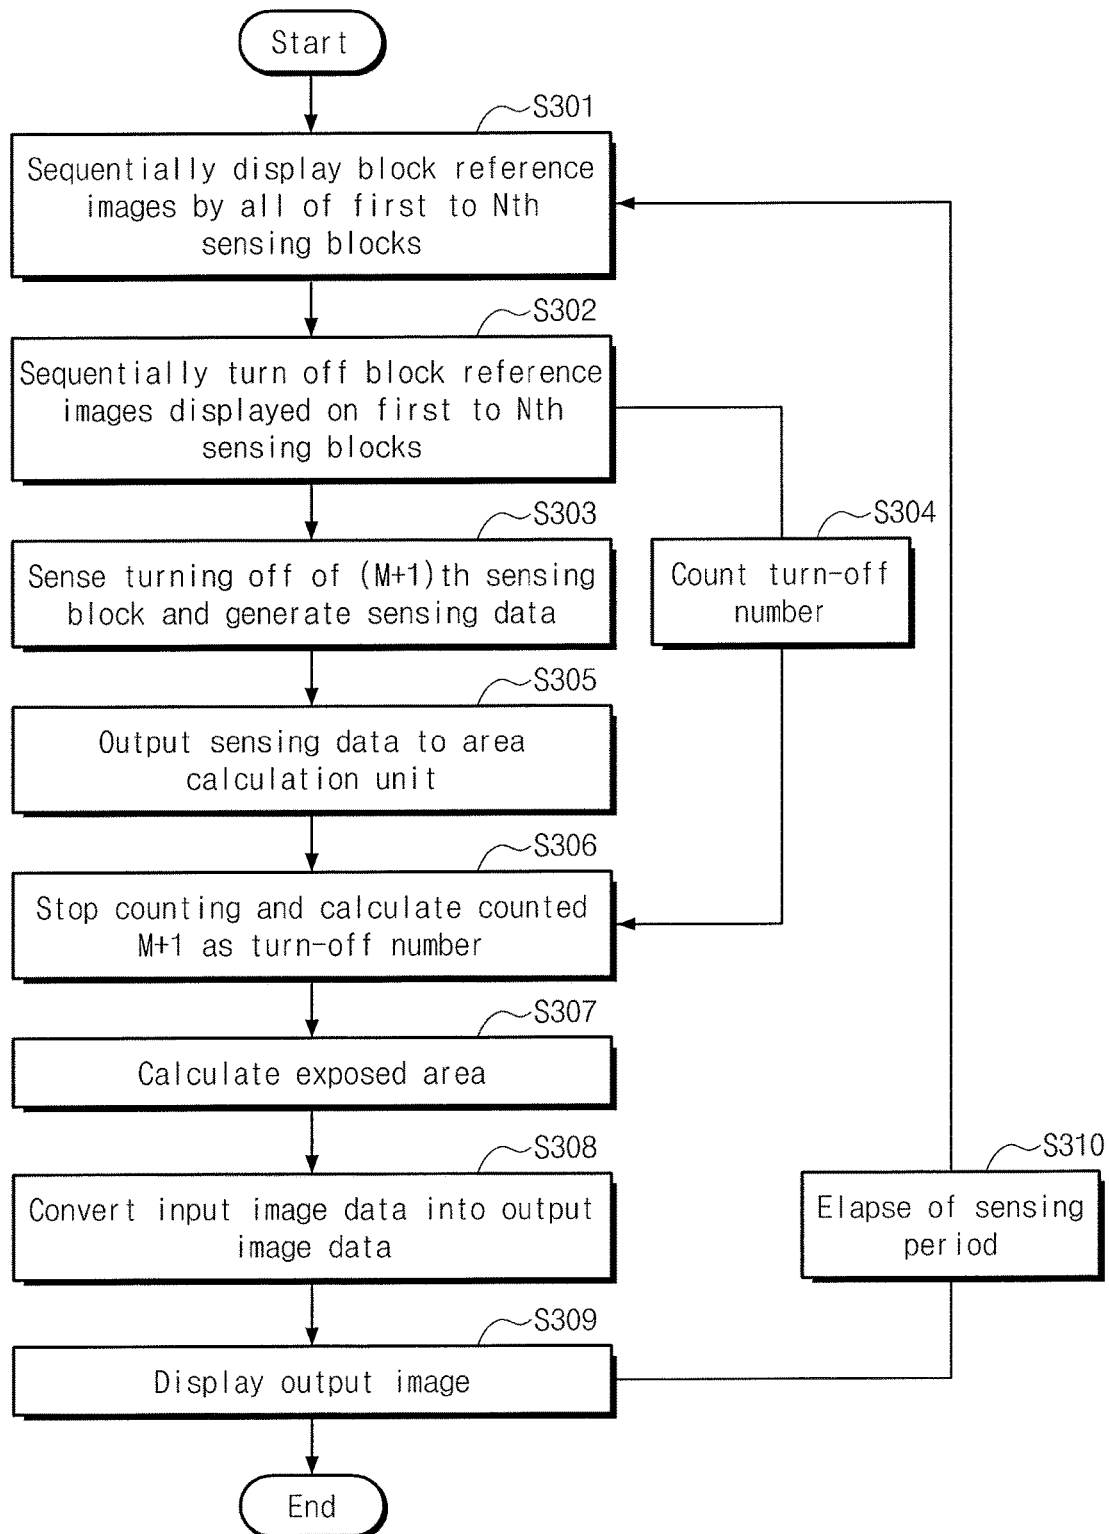 Start
S301
Sequentially display block reference
images by all of first to Nth
sensing blocks
S302
Sequentially turn off block reference
images displayed on first to Nth
sensing blocks
S303
Sense turning off of (M+1)th sensing
block and generate sensing data
S304
Count turn-off
number
S305
Output sensing data to area
calculation unit
S306
Stop counting and calculate counted
M+1 as turn-off number
S307
Calculate exposed area
S308
Convert input image data into output
image data
S310
Elapse of sensing
period
S309
Display output image
End